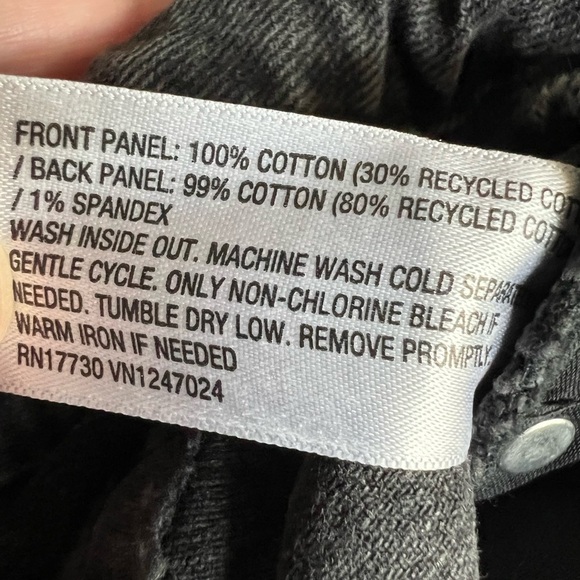 FRONT PANEL: 100% COTTON (30% RECYCLED
/ BACK PANEL: 99% COTTON (80% RECYCLED
/ 1% SPANDEX
WASH INSIDE OUT. MACHINE WASH COLD
GENTLE CYCLE. ONLY NON-CHLORINE BLEACH IF
NEEDED. TUMBLE DRY LOW. REMOVE PROMPTLY.
WARM IRON IF NEEDED
RN17730 VN1247024